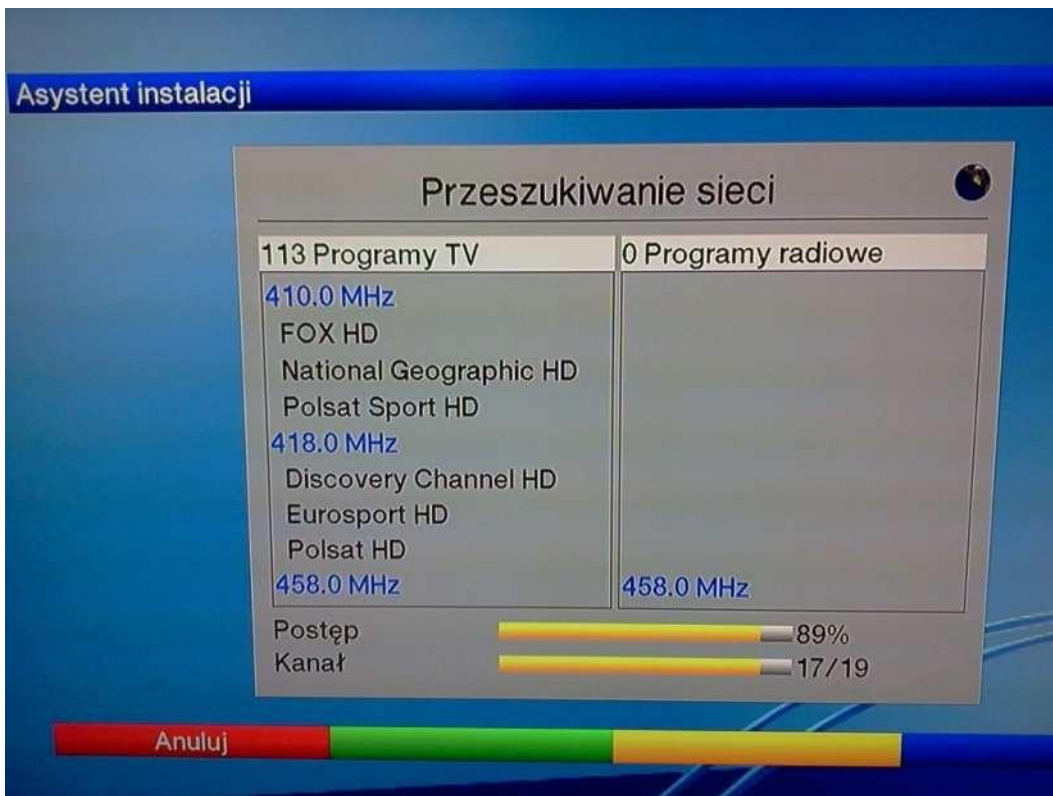 Asystent instalacji
Przeszukiwanie sieci
113 Programy TV
0 Programy radiowe
410.0 MHz
FOX HD
National Geographic HD
Polsat Sport HD
418.0 MHz
Discovery Channel HD
Eurosport HD
Polsat HD
458.0 MHz
458.0 MHz
Postęp 89%
Kanał 17/19
Anuluj